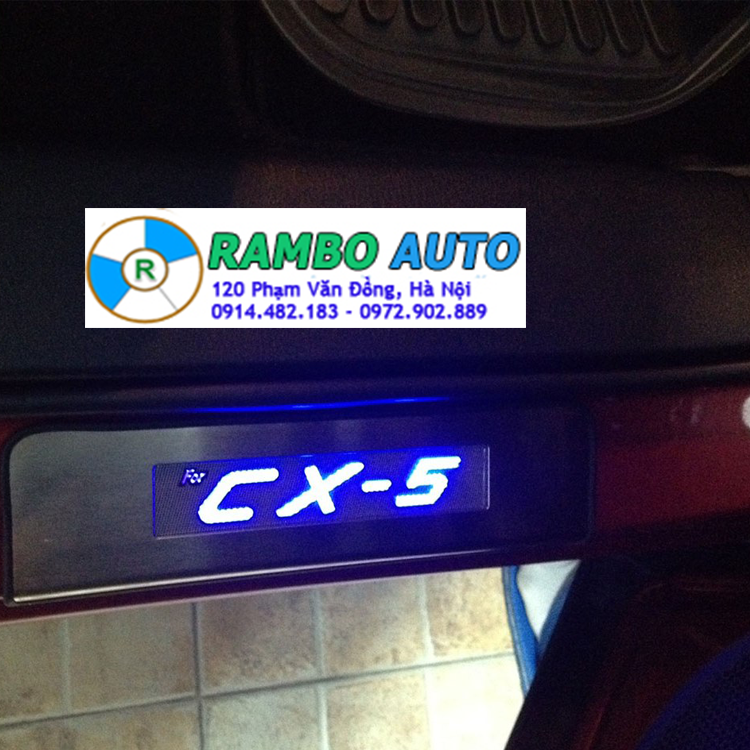 R
RAMBO AUTO
120 Phạm Văn Đồng, Hà Nội
0914.482.183 - 0972.902.889
For CX-5